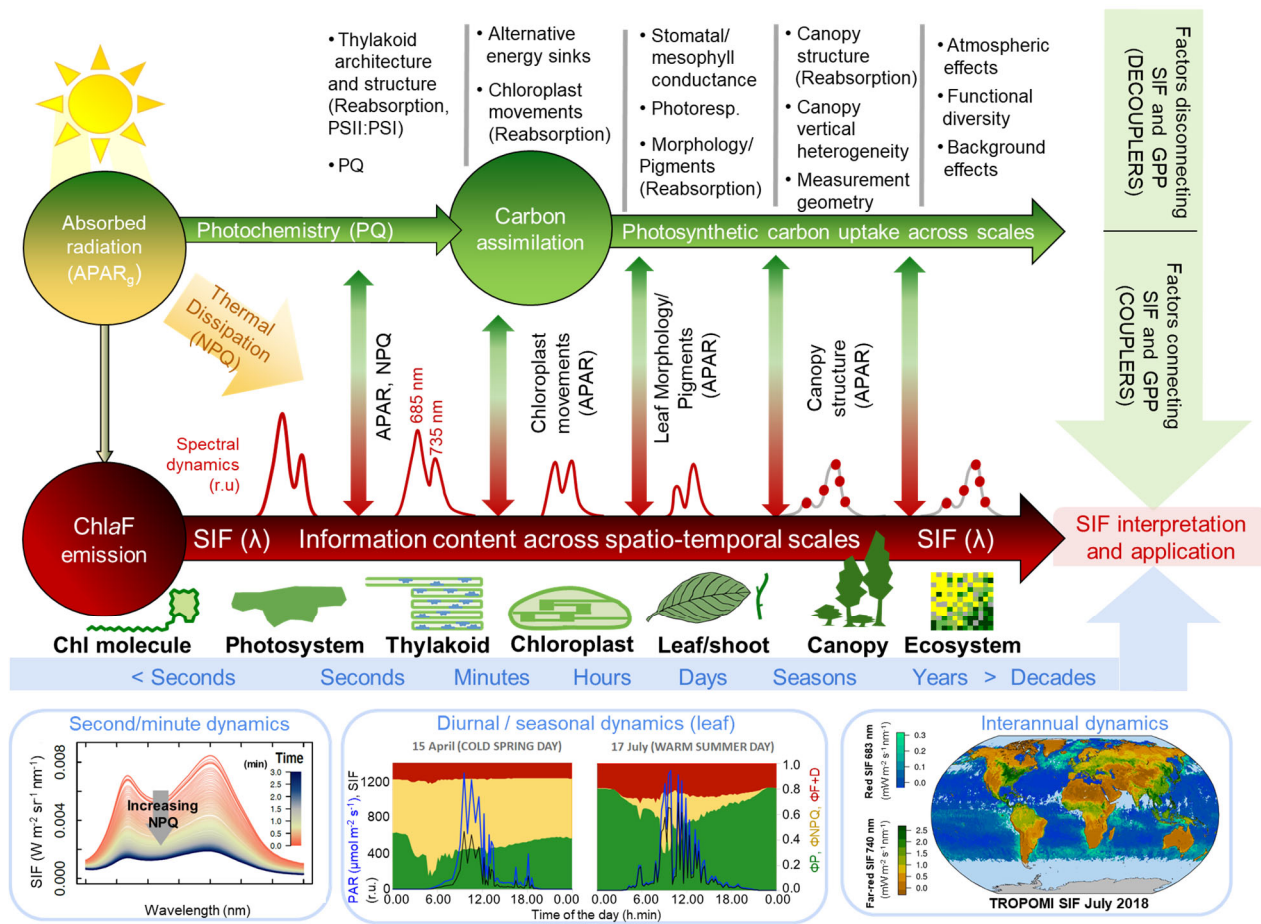 • Thylakoid
architecture
and structure
(Reabsorption,
PSII:PSI)
• PQ
• Alternative
energy sinks
• Chloroplast
movements
(Reabsorption)
• Stomatal/
mesophyll
conductance
• Photoresp.
• Morphology/
Pigments
(Reabsorption)
• Canopy
structure
(Reabsorption)
• Canopy
vertical
heterogeneity
• Measurement
geometry
• Atmospheric
effects
• Functional
diversity
• Background
effects
Factors disconnecting
SIF and GPP
(DECOUPLERS)
Absorbed
radiation
(APARg)
Photochemistry (PQ)
Carbon
assimilation
Photosynthetic carbon uptake across scales
Factors connecting
SIF and GPP
(COUPLERS)
Thermal
Dissipation
(NPQ)
APAR, NPQ
Chloroplast
movements
(APAR)
Leaf Morphology/
Pigments
(APAR)
Canopy
structure
(APAR)
Spectral
dynamics
(r.u)
685 nm
735 nm
ChlaF
emission
SIF (λ)
Information content across spatio-temporal scales
SIF (λ)
SIF interpretation
and application
Chl molecule
Photosystem
Thylakoid
Chloroplast
Leaf/shoot
Canopy
Ecosystem
< Seconds
Seconds
Minutes
Hours
Days
Seasons
Years
> Decades
Second/minute dynamics
SIF (W m-2 sr-1 nm-1)
0.008
0.004
0.000
Increasing
NPQ
Time
(min)
3.0
2.5
2.0
1.5
1.0
0.5
0.0
Wavelength (nm)
Diurnal / seasonal dynamics (leaf)
15 April (COLD SPRING DAY)
17 July (WARM SUMMER DAY)
PAR (µmol m-2 s-1), SIF
(r.u.)
1200
800
400
0
0.00
6.00
12.00
18.00
0.00
6.00
12.00
18.00
0.00
1.0
0.8
0.6
0.4
0.2
0.0
ΦP, ΦNPQ, ΦF+D
Time of the day (h.min)
Interannual dynamics
Red SIF 683 nm
(mW m-2 s-1 nm-1)
0.3
0.2
0.1
0.0
Far-red SIF 740 nm
(mW m-2 s-1 nm-1)
2.5
2.0
1.5
1.0
0.5
0.0
TROPOMI SIF July 2018